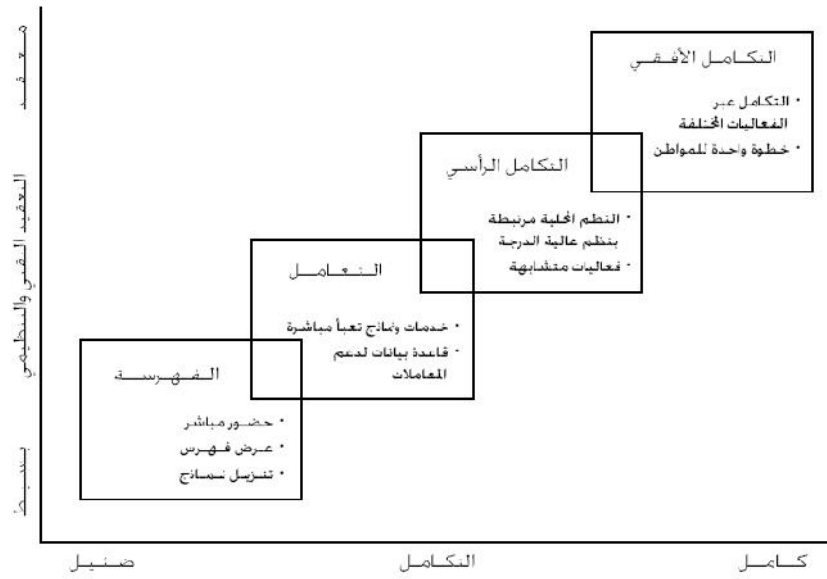 معقد
التعقيد التقني والتنظيمي
بسيط
التكامل الأفقي
· التكامل عبر
الفعاليات المختلفة
· خطوة واحدة للمواطن
التكامل الرأسي
· النظم المحلية مرتبطة
بنظم عالية الدرجة
· فعاليات متشابهة
التعامل
· خدمات ونماذج تعبأ مباشرة
· قاعدة بيانات لدعم
المعاملات
الفهرسة
· حضور مباشر
· عرض فهرس
· تنزيل نماذج
ضئيل
التكامل
كامل